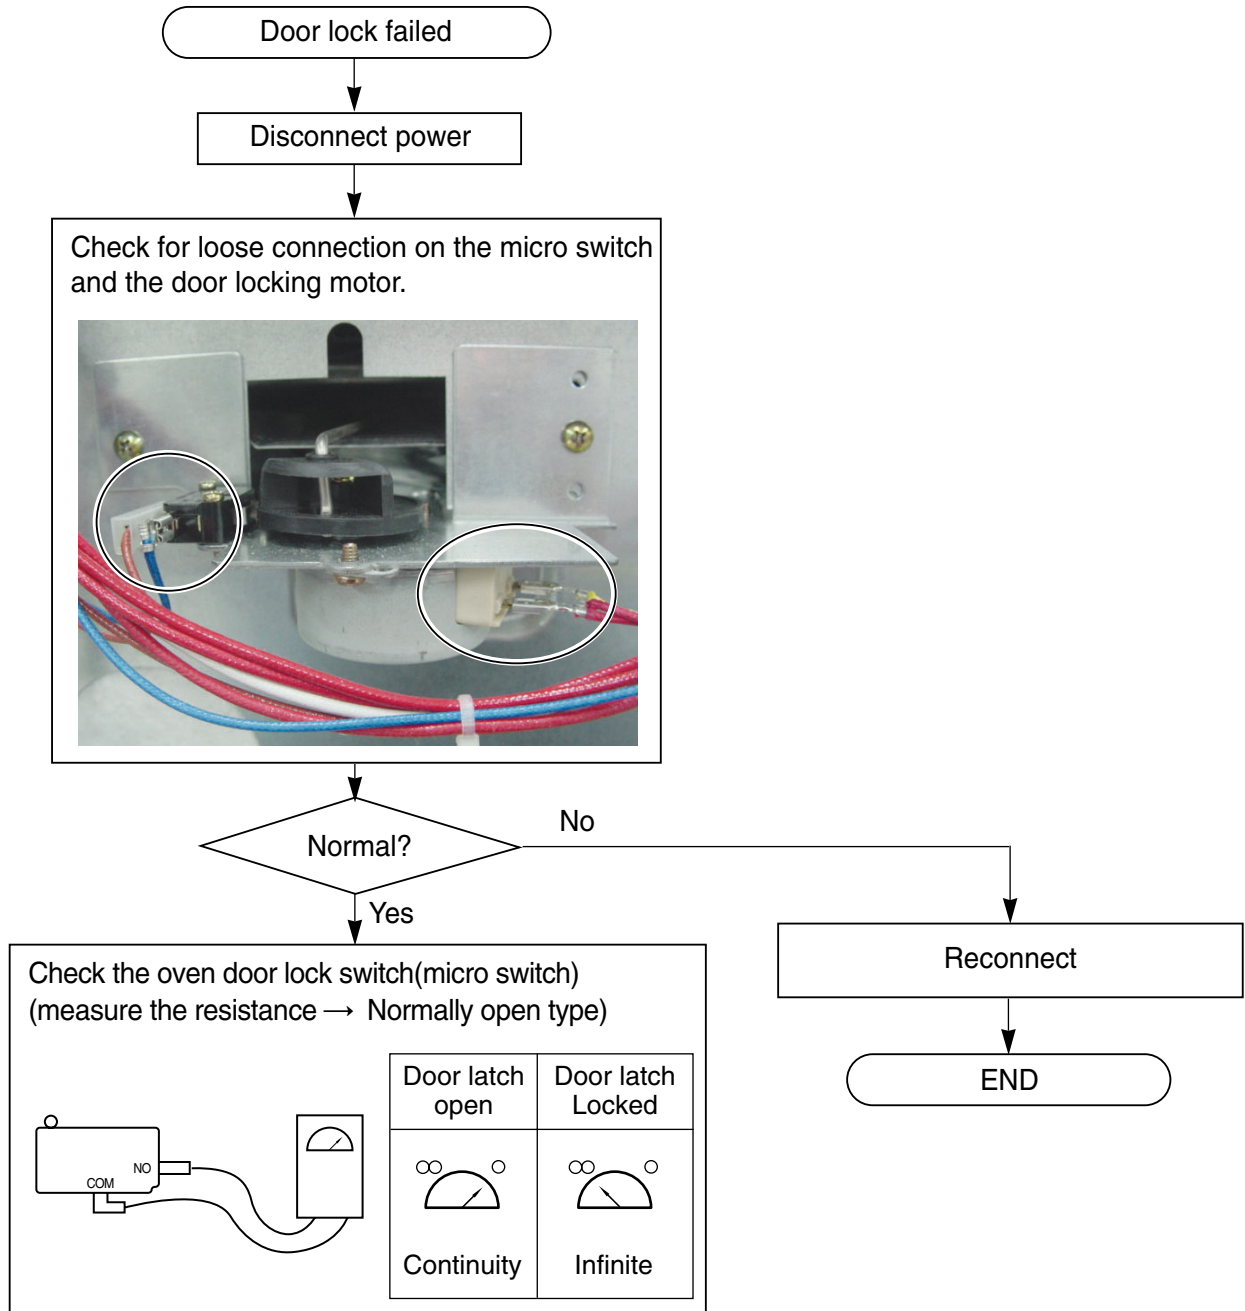 Door lock failed
Disconnect power
Check for loose connection on the micro switch
and the door locking motor.
Normal?
No
Yes
Reconnect
END
Check the oven door lock switch(micro switch)
(measure the resistance → Normally open type)
NO
COM
Door latch
open
Door latch
Locked
Continuity
Infinite